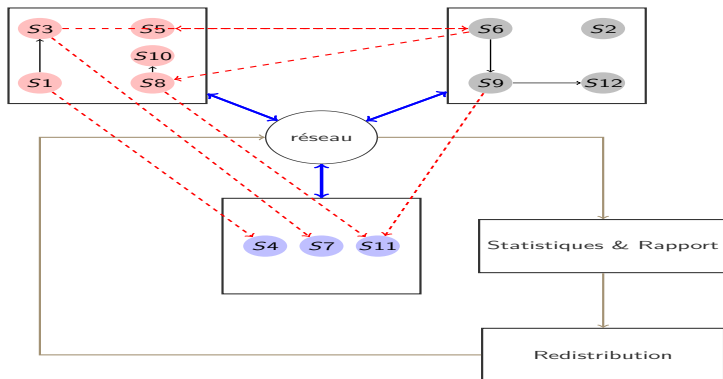 S3 S5 S6 S2
S10
S1 S8 S9 S12
réseau
S4 S7 S11
Statistiques & Rapport
Redistribution